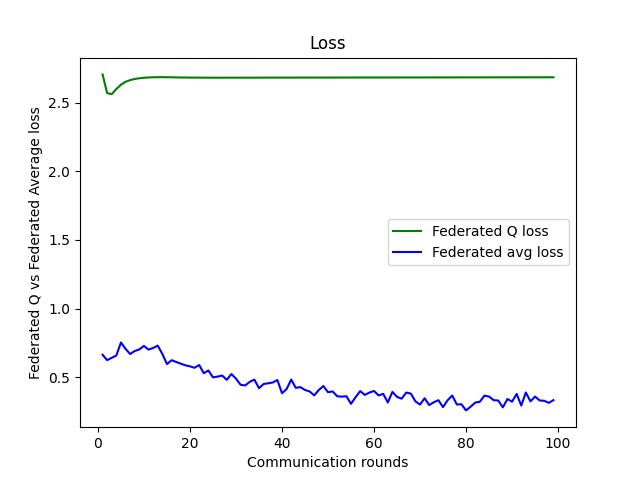 Loss
Federated Q vs Federated Average loss
2.5
2.0
1.5
1.0
0.5
Federated Q loss
Federated avg loss
0 20 40 60 80 100
Communication rounds